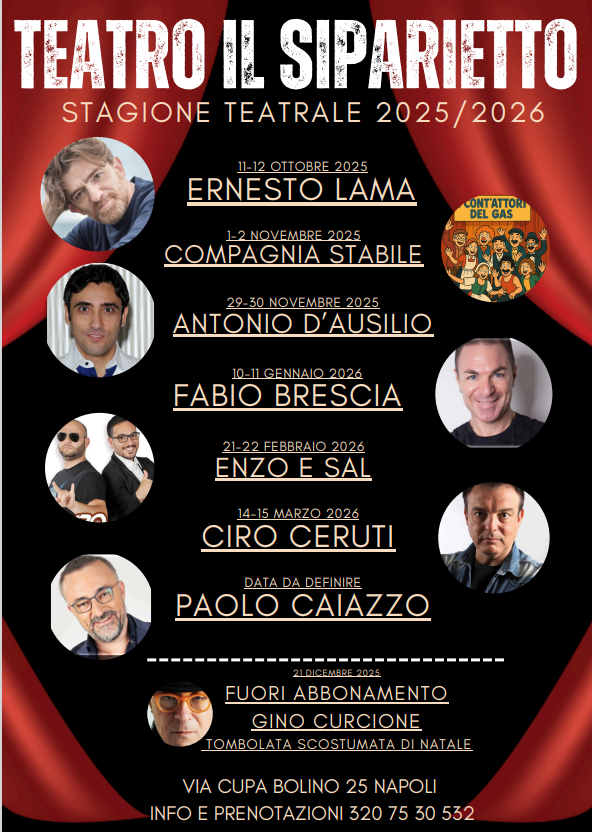 TEATRO IL SIPARIETTO
STAGIONE TEATRALE 2025/2026
11-12 OTTOBRE 2025
ERNESTO LAMA
1-2 NOVEMBRE 2025
COMPAGNIA STABILE
CONT'ATTORI
DEL GAS
29-30 NOVEMBRE 2025
ANTONIO D'AUSILIO
10-11 GENNAIO 2026
FABIO BRESCIA
21-22 FEBBRAIO 2026
ENZO E SAL
14-15 MARZO 2026
CIRO CERUTI
DATA DA DEFINIRE
PAOLO CAIAZZO
21 DICEMBRE 2025
FUORI ABBONAMENTO
GINO CURCIONE
TOMBOLATA SCOSTUMATA DI NATALE
VIA CUPA BOLINO 25 NAPOLI
INFO E PRENOTAZIONI 320 75 30 532